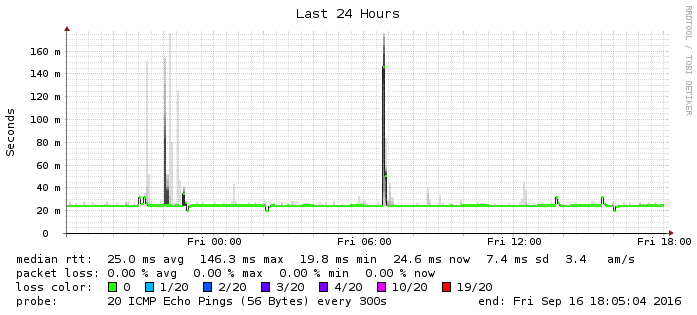 Last 24 Hours
RRDTOOL / TOBI OETIKER
Seconds
160 m
140 m
120 m
100 m
80 m
60 m
40 m
20 m
0
Fri 00:00 Fri 06:00 Fri 12:00 Fri 18:00
median rtt: 25.0 ms avg 146.3 ms max 19.8 ms min 24.6 ms now 7.4 ms sd 3.4 am/s
packet loss: 0.00 % avg 0.00 % max 0.00 % min 0.00 % now
loss color: 0 1/20 2/20 3/20 4/20 10/20 19/20
probe: 20 ICMP Echo Pings (56 Bytes) every 300s end: Fri Sep 16 18:05:04 2016